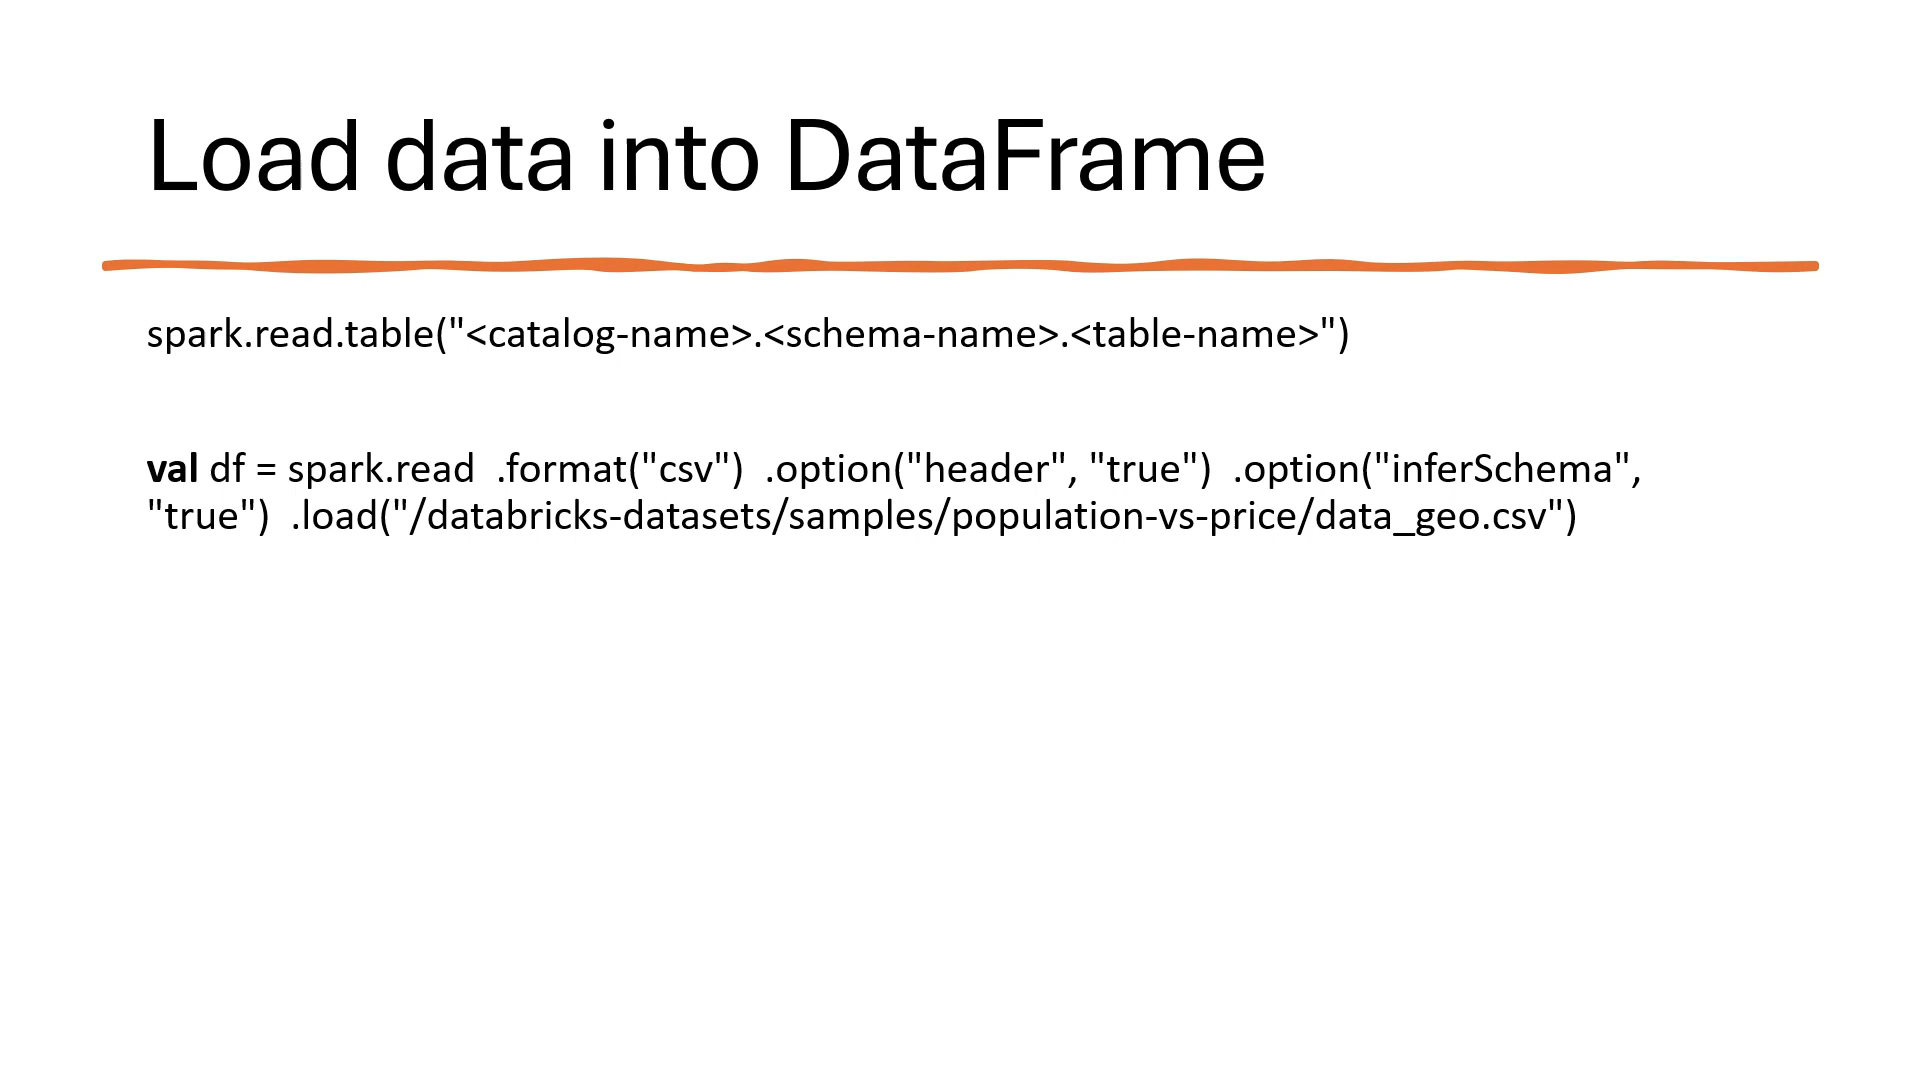 Load data into DataFrame
spark.read.table("<catalog-name>.<schema-name>.<table-name>")
val df = spark.read  .format("csv")  .option("header", "true")  .option("inferSchema",
"true")  .load("/databricks-datasets/samples/population-vs-price/data_geo.csv")